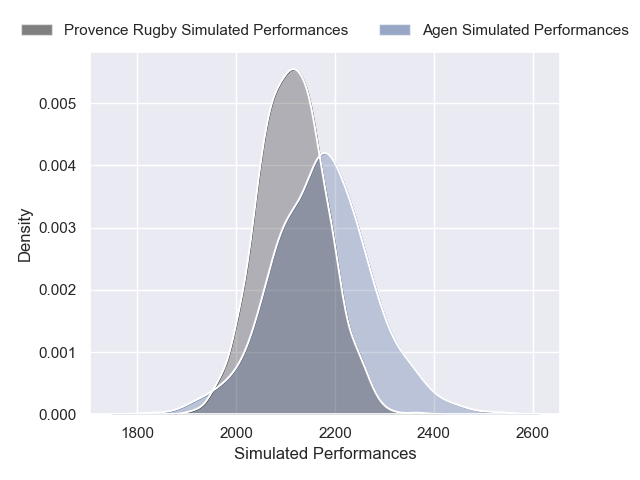 Provence Rugby Simulated Performances Agen Simulated Performances
0.005
0.004
0.003
0.002
0.001
0.000
Density
1800 2000 2200 2400 2600
Simulated Performances